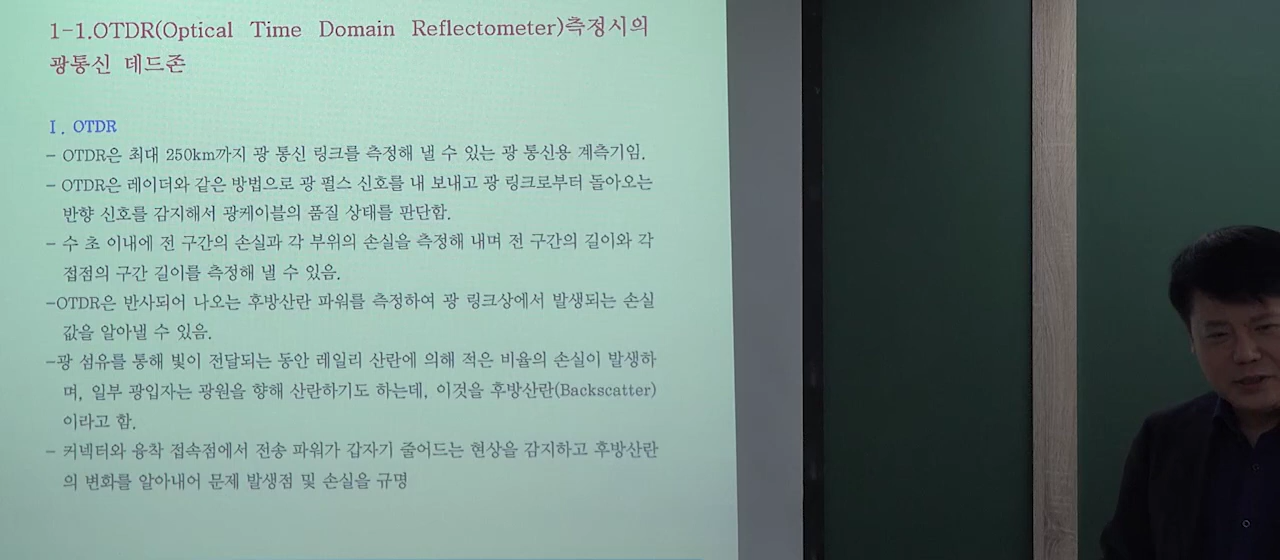 1-1.OTDR(Optical Time Domain Reflectometer)측정시의
광통신 데드존
I. OTDR
- OTDR은 최대 250km까지 광 통신 링크를 측정해 낼 수 있는 광 통신용 계측기임.
- OTDR은 레이더와 같은 방법으로 광 펄스 신호를 내 보내고 광 링크로부터 돌아오는
반향 신호를 감지해서 광케이블의 품질 상태를 판단함.
- 수 초 이내에 전 구간의 손실과 각 부위의 손실을 측정해 내며 전 구간의 길이와 각
접점의 구간 길이를 측정해 낼 수 있음.
-OTDR은 반사되어 나오는 후방산란 파워를 측정하여 광 링크상에서 발생되는 손실
값을 알아낼 수 있음.
-광 섬유를 통해 빛이 전달되는 동안 레일리 산란에 의해 적은 비율의 손실이 발생하
며, 일부 광입자는 광원을 향해 산란하기도 하는데, 이것을 후방산란(Backscatter)
이라고 함.
- 커넥터와 융착 접속점에서 전송 파워가 갑자기 줄어드는 현상을 감지하고 후방산란
의 변화를 알아내어 문제 발생점 및 손실을 규명